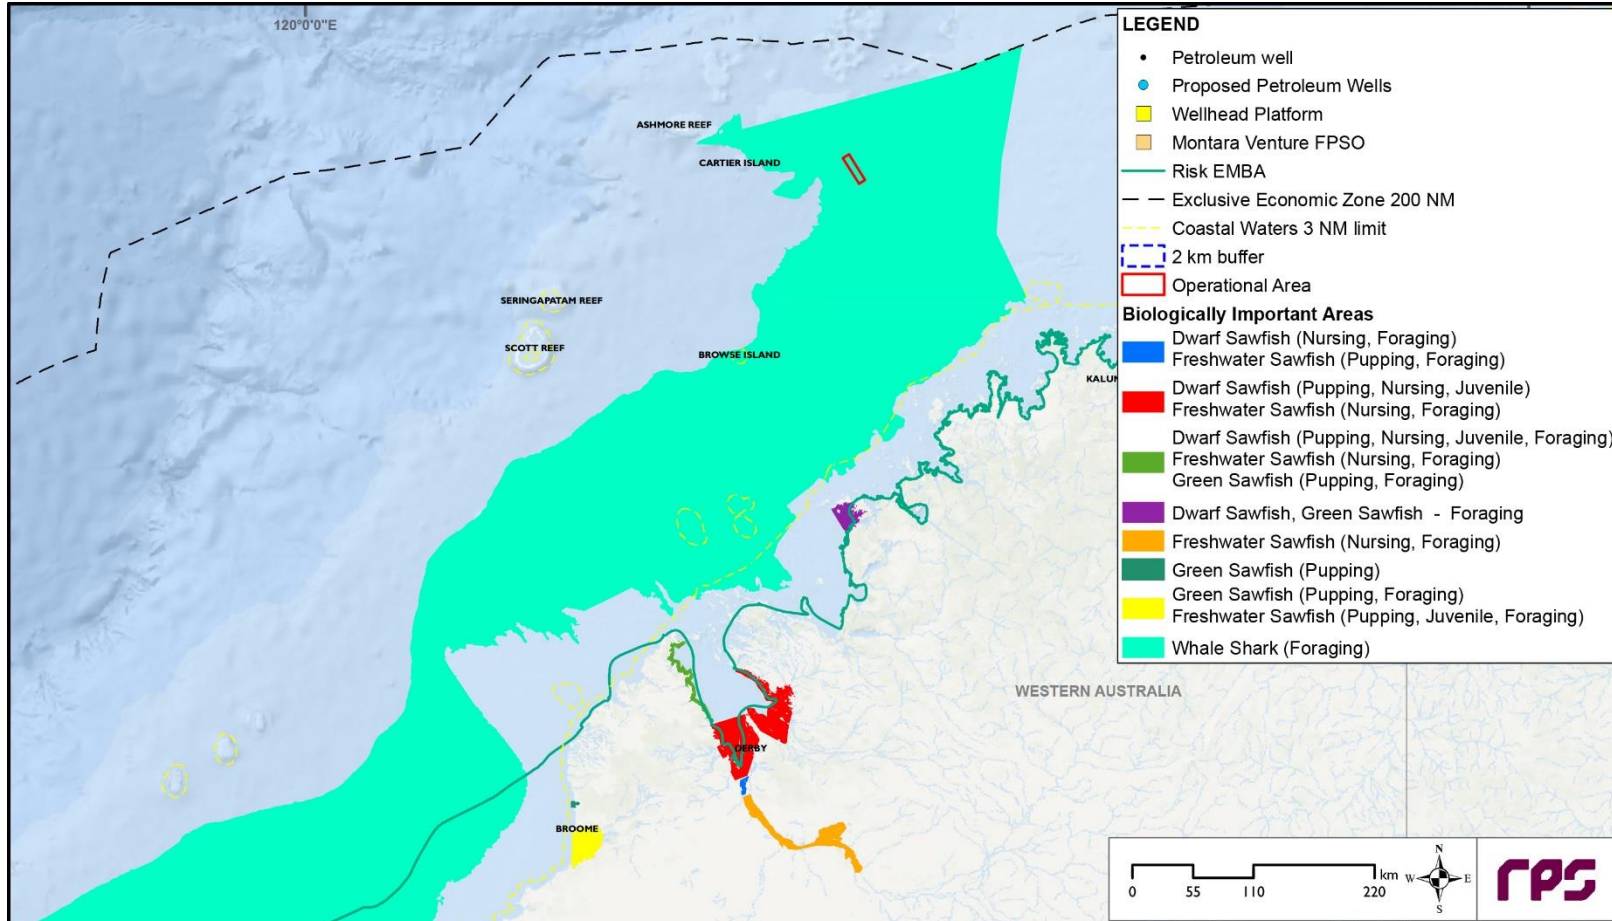 120°0'0"E
ASHMORE REEF
CARTIER ISLAND
SERINGAPATAM REEF
SCOTT REEF
BROWSE ISLAND
KALUM
WESTERN AUSTRALIA
DERBY
BROOME
LEGEND
Petroleum well
Proposed Petroleum Wells
Wellhead Platform
Montara Venture FPSO
Risk EMBA
Exclusive Economic Zone 200 NM
Coastal Waters 3 NM limit
2 km buffer
Operational Area
Biologically Important Areas
Dwarf Sawfish (Nursing, Foraging)
Freshwater Sawfish (Pupping, Foraging)
Dwarf Sawfish (Pupping, Nursing, Juvenile)
Freshwater Sawfish (Nursing, Foraging)
Dwarf Sawfish (Pupping, Nursing, Juvenile, Foraging)
Freshwater Sawfish (Nursing, Foraging)
Green Sawfish (Pupping, Foraging)
Dwarf Sawfish, Green Sawfish - Foraging
Freshwater Sawfish (Nursing, Foraging)
Green Sawfish (Pupping)
Green Sawfish (Pupping, Foraging)
Freshwater Sawfish (Pupping, Juvenile, Foraging)
Whale Shark (Foraging)
km
0 55 110 220
N
W E
S
rps